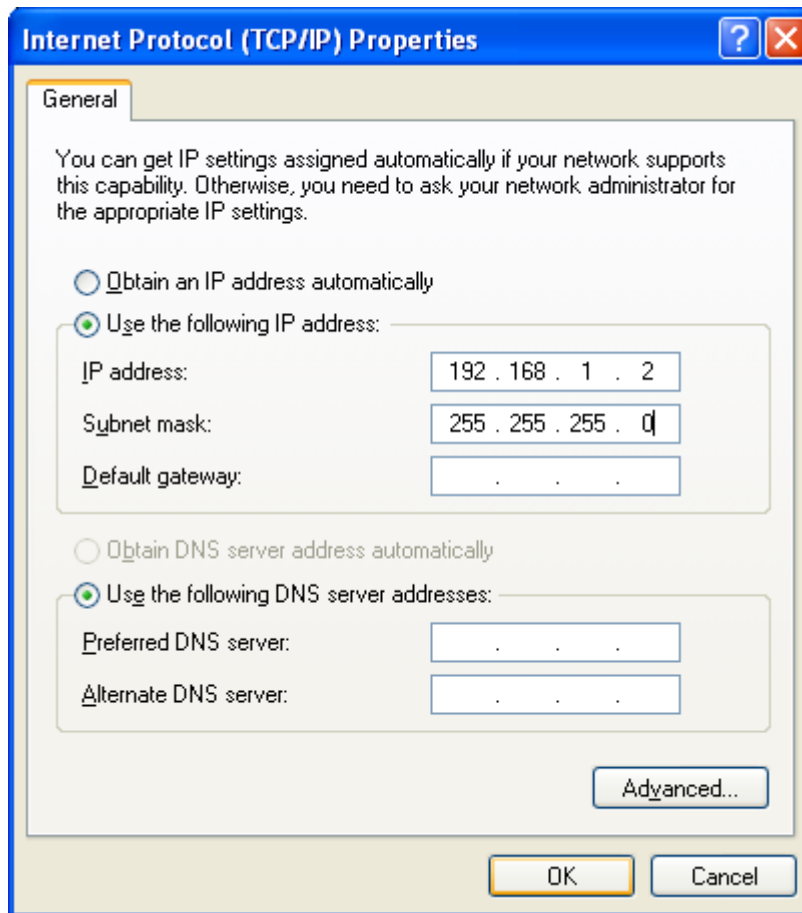 Internet Protocol (TCP/IP) Properties
?
General
You can get IP settings assigned automatically if your network supports
this capability. Otherwise, you need to ask your network administrator for
the appropriate IP settings.
Obtain an IP address automatically
Use the following IP address:
IP address: 192 . 168 . 1 . 2
Subnet mask: 255 . 255 . 255 . 0
Default gateway: . . .
Obtain DNS server address automatically
Use the following DNS server addresses:
Preferred DNS server: . . .
Alternate DNS server: . . .
Advanced...
OK Cancel